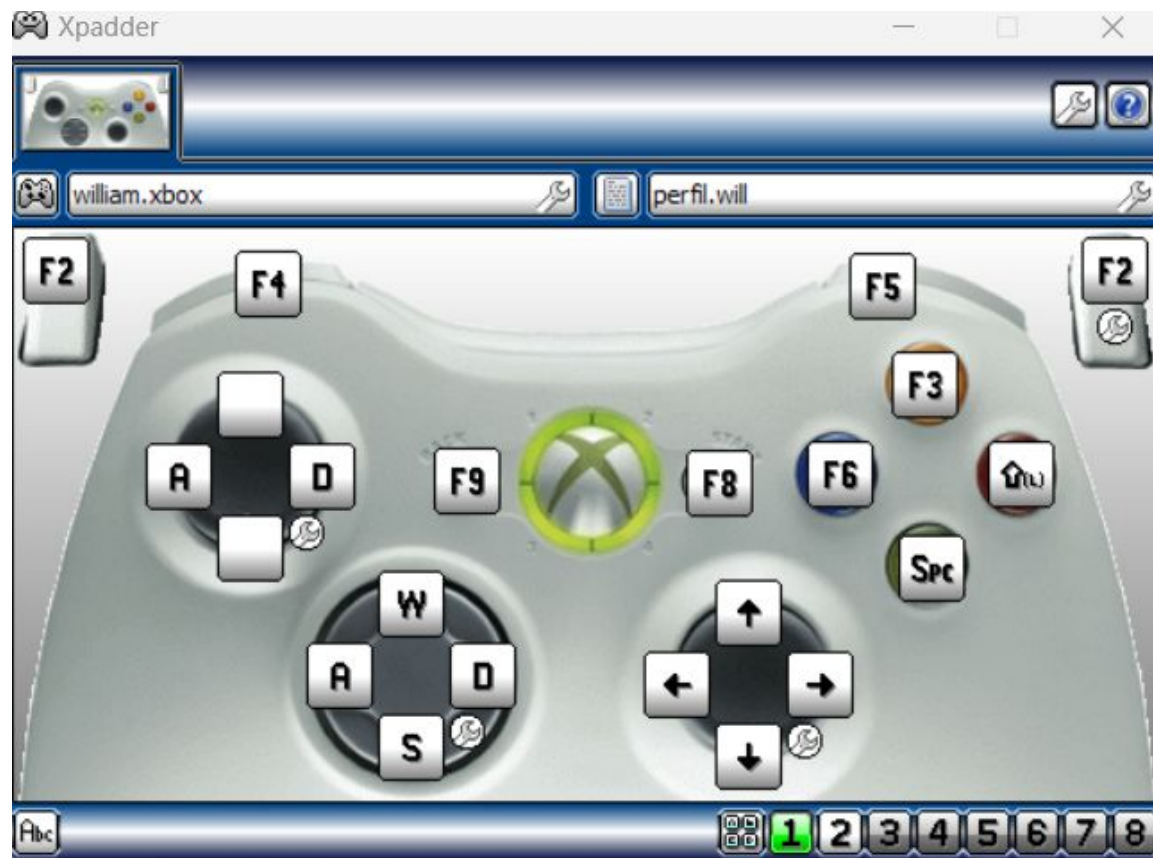 Xpadder
william.xbox perfil.will
F2 F4 F5 F2
F3
A D F9 F8 F6 (L)
Spc
W
A D
S
Abc 1 2 3 4 5 6 7 8